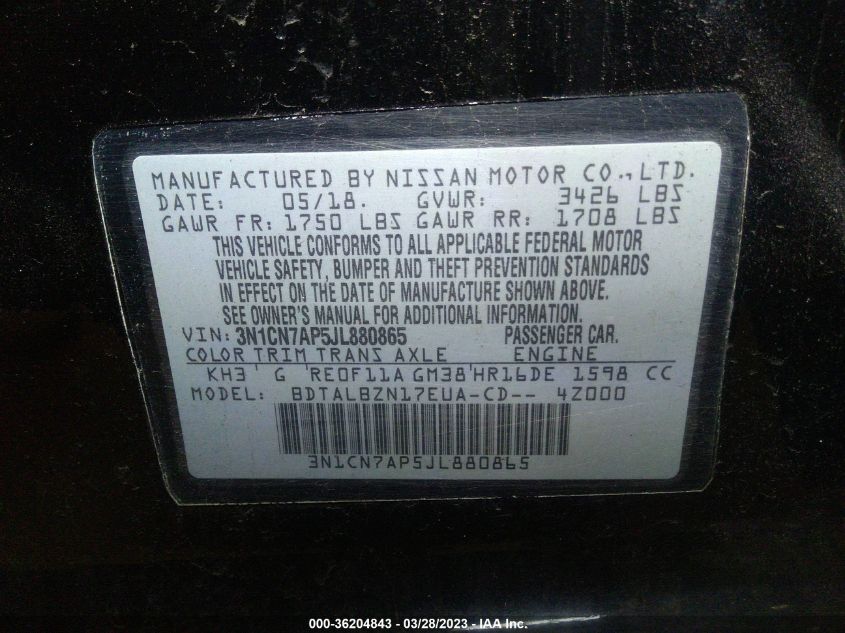 MANUFACTURED BY NISSAN MOTOR CO., LTD.
DATE: 05/18. GVWR: 3426 LBS
GAWR FR: 1750 LBS GAWR RR: 1708 LBS
THIS VEHICLE CONFORMS TO ALL APPLICABLE FEDERAL MOTOR
VEHICLE SAFETY, BUMPER AND THEFT PREVENTION STANDARDS
IN EFFECT ON THE DATE OF MANUFACTURE SHOWN ABOVE.
SEE OWNER'S MANUAL FOR ADDITIONAL INFORMATION.
VIN: 3N1CN7AP5JL880865 PASSENGER CAR.
COLOR TRIM TRANS AXLE ENGINE
KH3 ' G 'RE0F11A GM38'HR16DE 1598 CC
MODEL: BDTALBZN17EUA-CD-- 4Z000
3N1CN7AP5JL880865
000-36204843 / 03/28/2023 - IAA Inc.